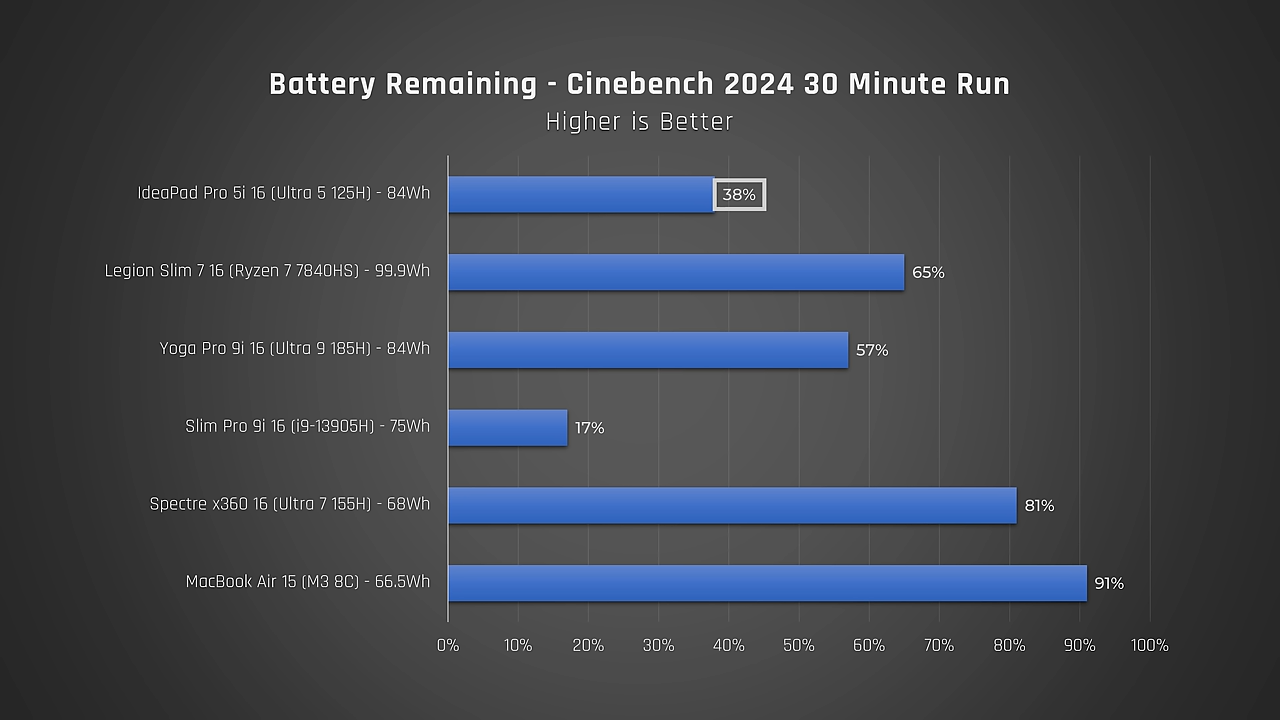 Battery Remaining - Cinebench 2024 30 Minute Run
Higher is Better
IdeaPad Pro 5i 16 (Ultra 5 125H) - 84Wh 38%
Legion Slim 7 16 (Ryzen 7 7840HS) - 99.9Wh 65%
Yoga Pro 9i 16 (Ultra 9 185H) - 84Wh 57%
Slim Pro 9i 16 (i9-13905H) - 75Wh 17%
Spectre x360 16 (Ultra 7 155H) - 68Wh 81%
MacBook Air 15 (M3 8C) - 66.5Wh 91%
0% 10% 20% 30% 40% 50% 60% 70% 80% 90% 100%